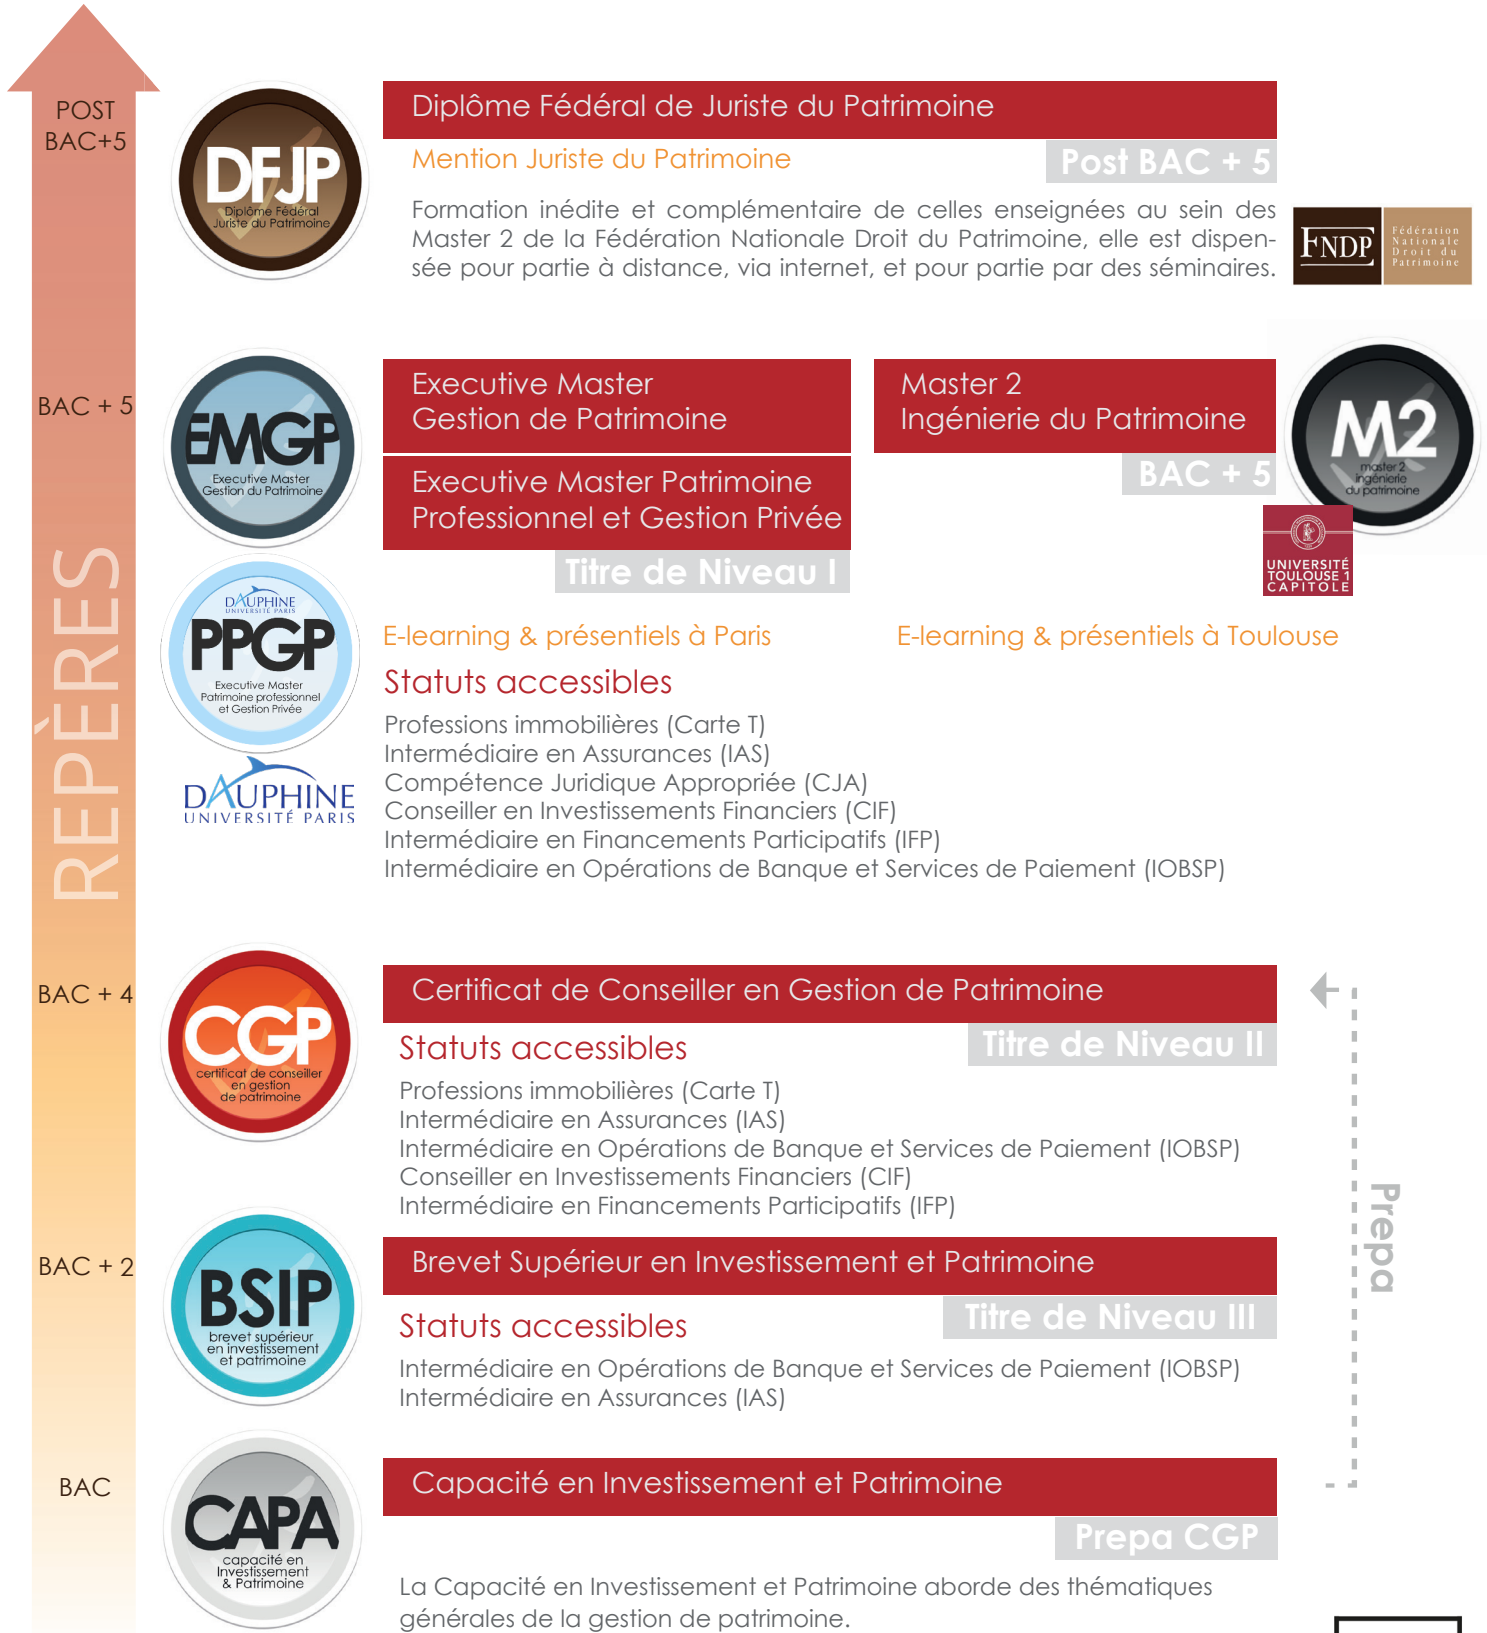 POST
BAC+5
DFJP
Diplôme Fédéral
Juriste du Patrimoine
Diplôme Fédéral de Juriste du Patrimoine
Mention Juriste du Patrimoine
Post BAC + 5
Formation inédite et complémentaire de celles enseignées au sein des
Master 2 de la Fédération Nationale Droit du Patrimoine, elle est dispen-
sée pour partie à distance, via internet, et pour partie par des séminaires.
FNDP
Fédération
Nationale
Droit du
Patrimoine
BAC + 5
EMGP
Executive Master
Gestion du Patrimoine
Executive Master
Gestion de Patrimoine
Executive Master Patrimoine
Professionnel et Gestion Privée
Titre de Niveau I
Master 2
Ingénierie du Patrimoine
BAC + 5
M2
master 2
ingénierie
du patrimoine
UNIVERSITÉ
TOULOUSE 1
CAPITOLE
REPÈRES
DAUPHINE
UNIVERSITÉ PARIS
PPGP
Executive Master
Patrimoine professionnel
et Gestion Privée
DAUPHINE
UNIVERSITÉ PARIS
E-learning & présentiels à Paris
E-learning & présentiels à Toulouse
Statuts accessibles
Professions immobilières (Carte T)
Intermédiaire en Assurances (IAS)
Compétence Juridique Appropriée (CJA)
Conseiller en Investissements Financiers (CIF)
Intermédiaire en Financements Participatifs (IFP)
Intermédiaire en Opérations de Banque et Services de Paiement (IOBSP)
BAC + 4
CGP
certificat de conseiller
en gestion
de patrimoine
Certificat de Conseiller en Gestion de Patrimoine
Titre de Niveau II
Statuts accessibles
Professions immobilières (Carte T)
Intermédiaire en Assurances (IAS)
Intermédiaire en Opérations de Banque et Services de Paiement (IOBSP)
Conseiller en Investissements Financiers (CIF)
Intermédiaire en Financements Participatifs (IFP)
Prepa
BAC + 2
BSIP
brevet supérieur
en investissement
et patrimoine
Brevet Supérieur en Investissement et Patrimoine
Titre de Niveau III
Statuts accessibles
Intermédiaire en Opérations de Banque et Services de Paiement (IOBSP)
Intermédiaire en Assurances (IAS)
BAC
CAPA
capacité en
Investissement
& Patrimoine
Capacité en Investissement et Patrimoine
Prepa CGP
La Capacité en Investissement et Patrimoine aborde des thématiques
générales de la gestion de patrimoine.